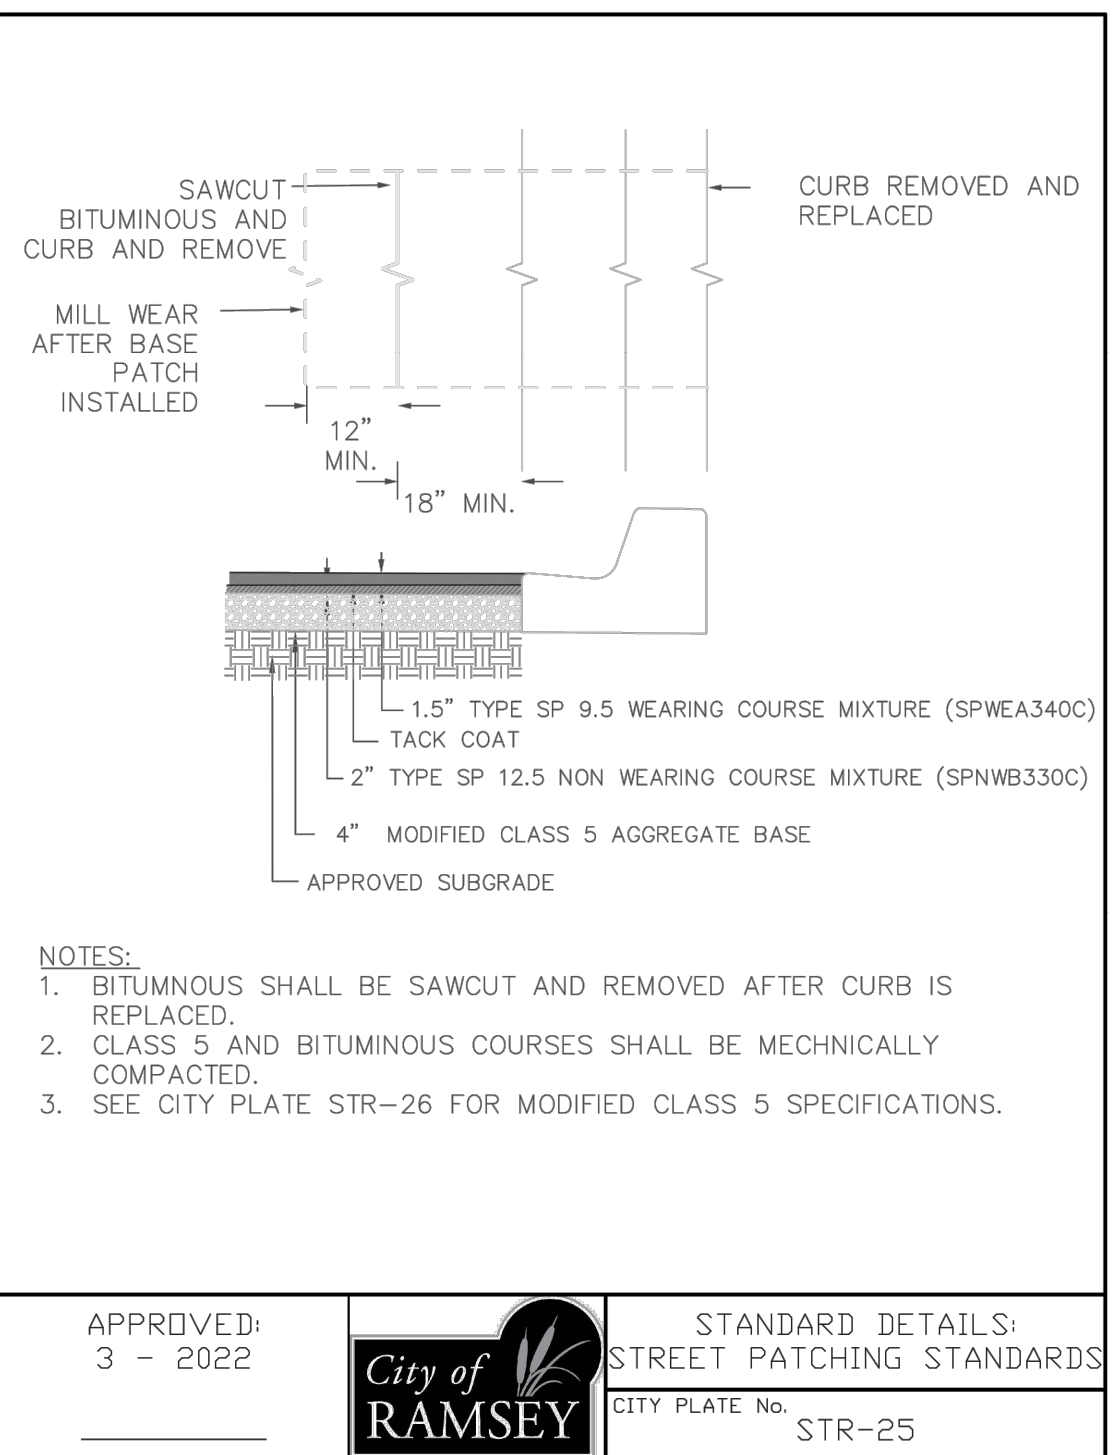 SAWCUT
BITUMINOUS AND
CURB AND REMOVE
CURB REMOVED AND
REPLACED
MILL WEAR
AFTER BASE
PATCH
INSTALLED
12"
MIN.
18" MIN.
1.5" TYPE SP 9.5 WEARING COURSE MIXTURE (SPWEA340C)
TACK COAT
2" TYPE SP 12.5 NON WEARING COURSE MIXTURE (SPNWB330C)
4" MODIFIED CLASS 5 AGGREGATE BASE
APPROVED SUBGRADE
NOTES:
1. BITUMNOUS SHALL BE SAWCUT AND REMOVED AFTER CURB IS
REPLACED.
2. CLASS 5 AND BITUMINOUS COURSES SHALL BE MECHNICALLY
COMPACTED.
3. SEE CITY PLATE STR-26 FOR MODIFIED CLASS 5 SPECIFICATIONS.
APPROVED:
3 - 2022
City of
RAMSEY
STANDARD DETAILS:
STREET PATCHING STANDARDS
CITY PLATE No.
STR-25